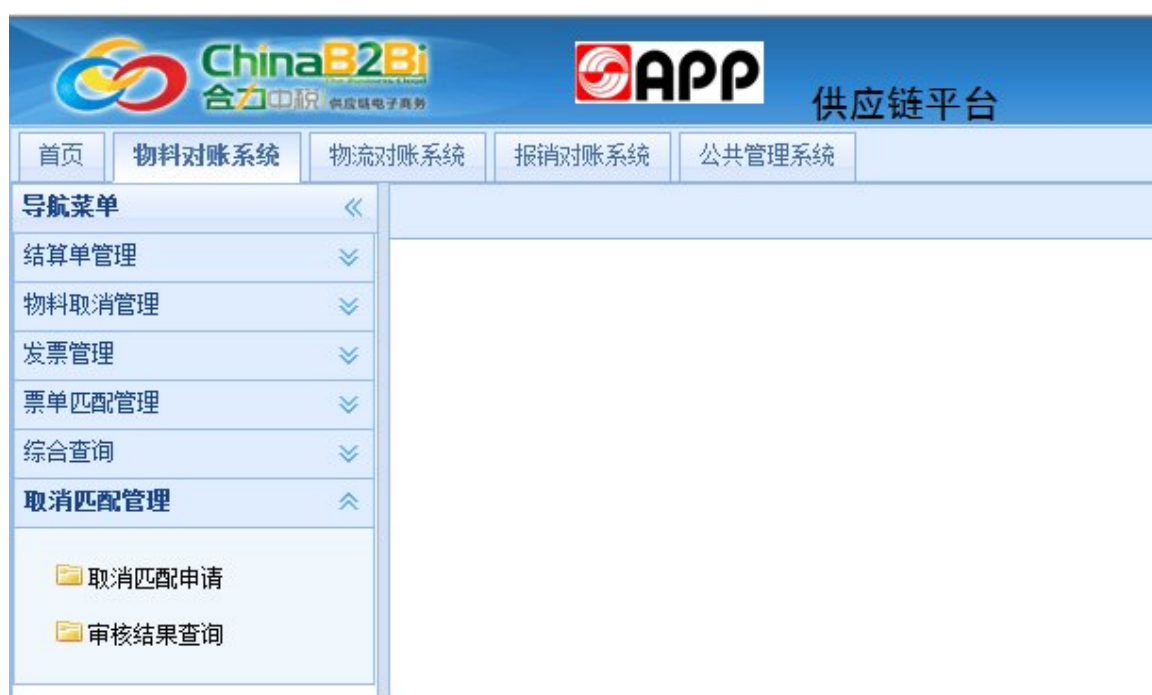 ChinaB2Bi
合力中税 供应链电子商务
APP
供应链平台
首页 物料对账系统 物流对账系统 报销对账系统 公共管理系统
导航菜单
结算单管理
物料取消管理
发票管理
票单匹配管理
综合查询
取消匹配管理
取消匹配申请
审核结果查询